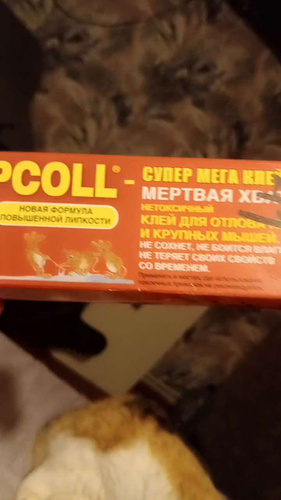 PCOLL® - СУПЕР МЕГА КЛЕ
МЕРТВАЯ
НОВАЯ ФОРМУЛА
ПОВЫШЕННОЙ ЛИПКОСТИ
НЕТОКСИЧНЫЙ
КЛЕЙ ДЛЯ ОТЛОВА
И КРУПНЫХ МЫШЕЙ.
НЕ СОХНЕТ, НЕ БОИТСЯ ВЛАГИ
НЕ ТЕРЯЕТ СВОИХ СВОЙСТВ
СО ВРЕМЕНЕМ.